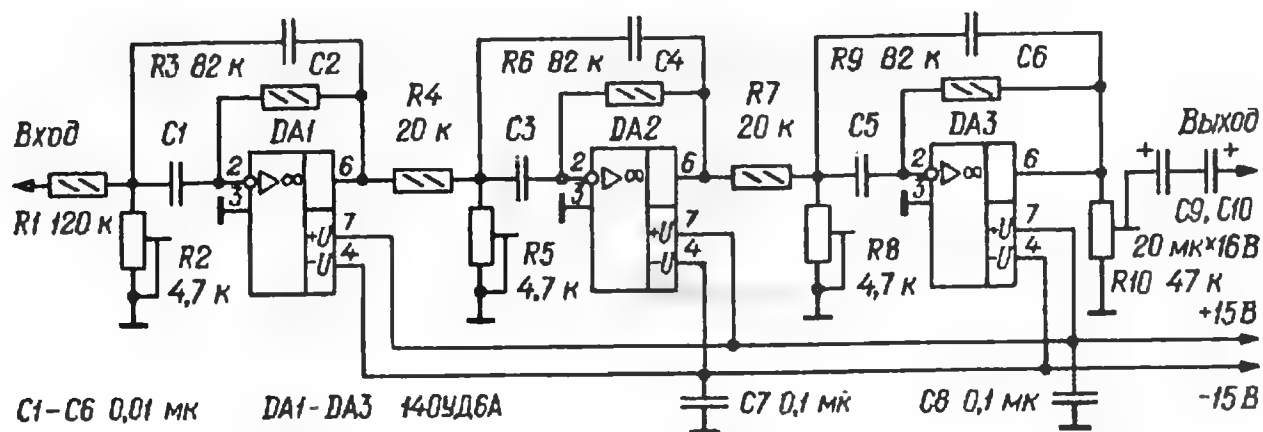 R3 82 к
C2
R6 82 к
C4
R9 82 к
C6
Вход
C1
DA1
R4
20 к
C3
DA2
R7
20 к
C5
DA3
Выход
2
3
▷∞
6
7
4
+U
-U
2
3
▷∞
6
7
4
+U
-U
2
3
▷∞
6
7
4
+U
-U
+
+
R1 120 к
R2
4,7 к
R5
4,7 к
R8
4,7 к
C9, C10
20 мк×16В
R10 47 к
+15 В
-15 В
C1-C6 0,01 мк
DA1-DA3 140УД6А
C7 0,1 мк
C8 0,1 мк